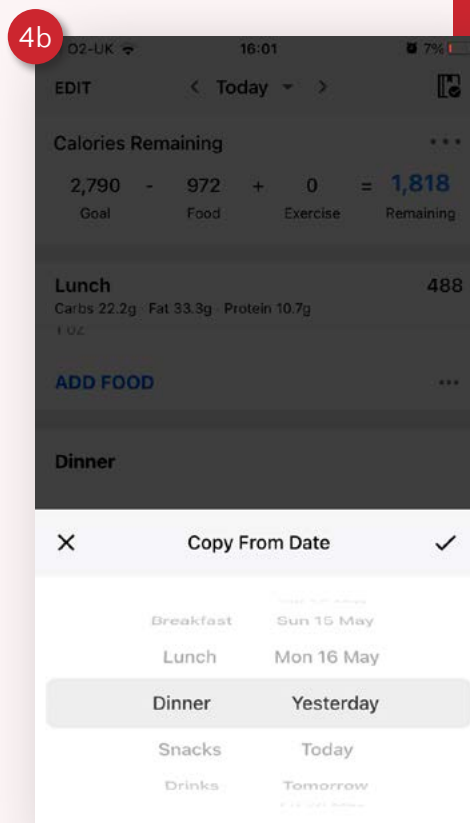 4b
O2-UK 16:01 7%
EDIT < Today >
Calories Remaining
2,790 - 972 + 0 = 1,818
Goal Food Exercise Remaining
Lunch 488
Carbs 22.2g · Fat 33.3g · Protein 10.7g
ADD FOOD
Dinner
Copy From Date
Breakfast Sun 15 May
Lunch Mon 16 May
Dinner Yesterday
Snacks Today
Drinks Tomorrow